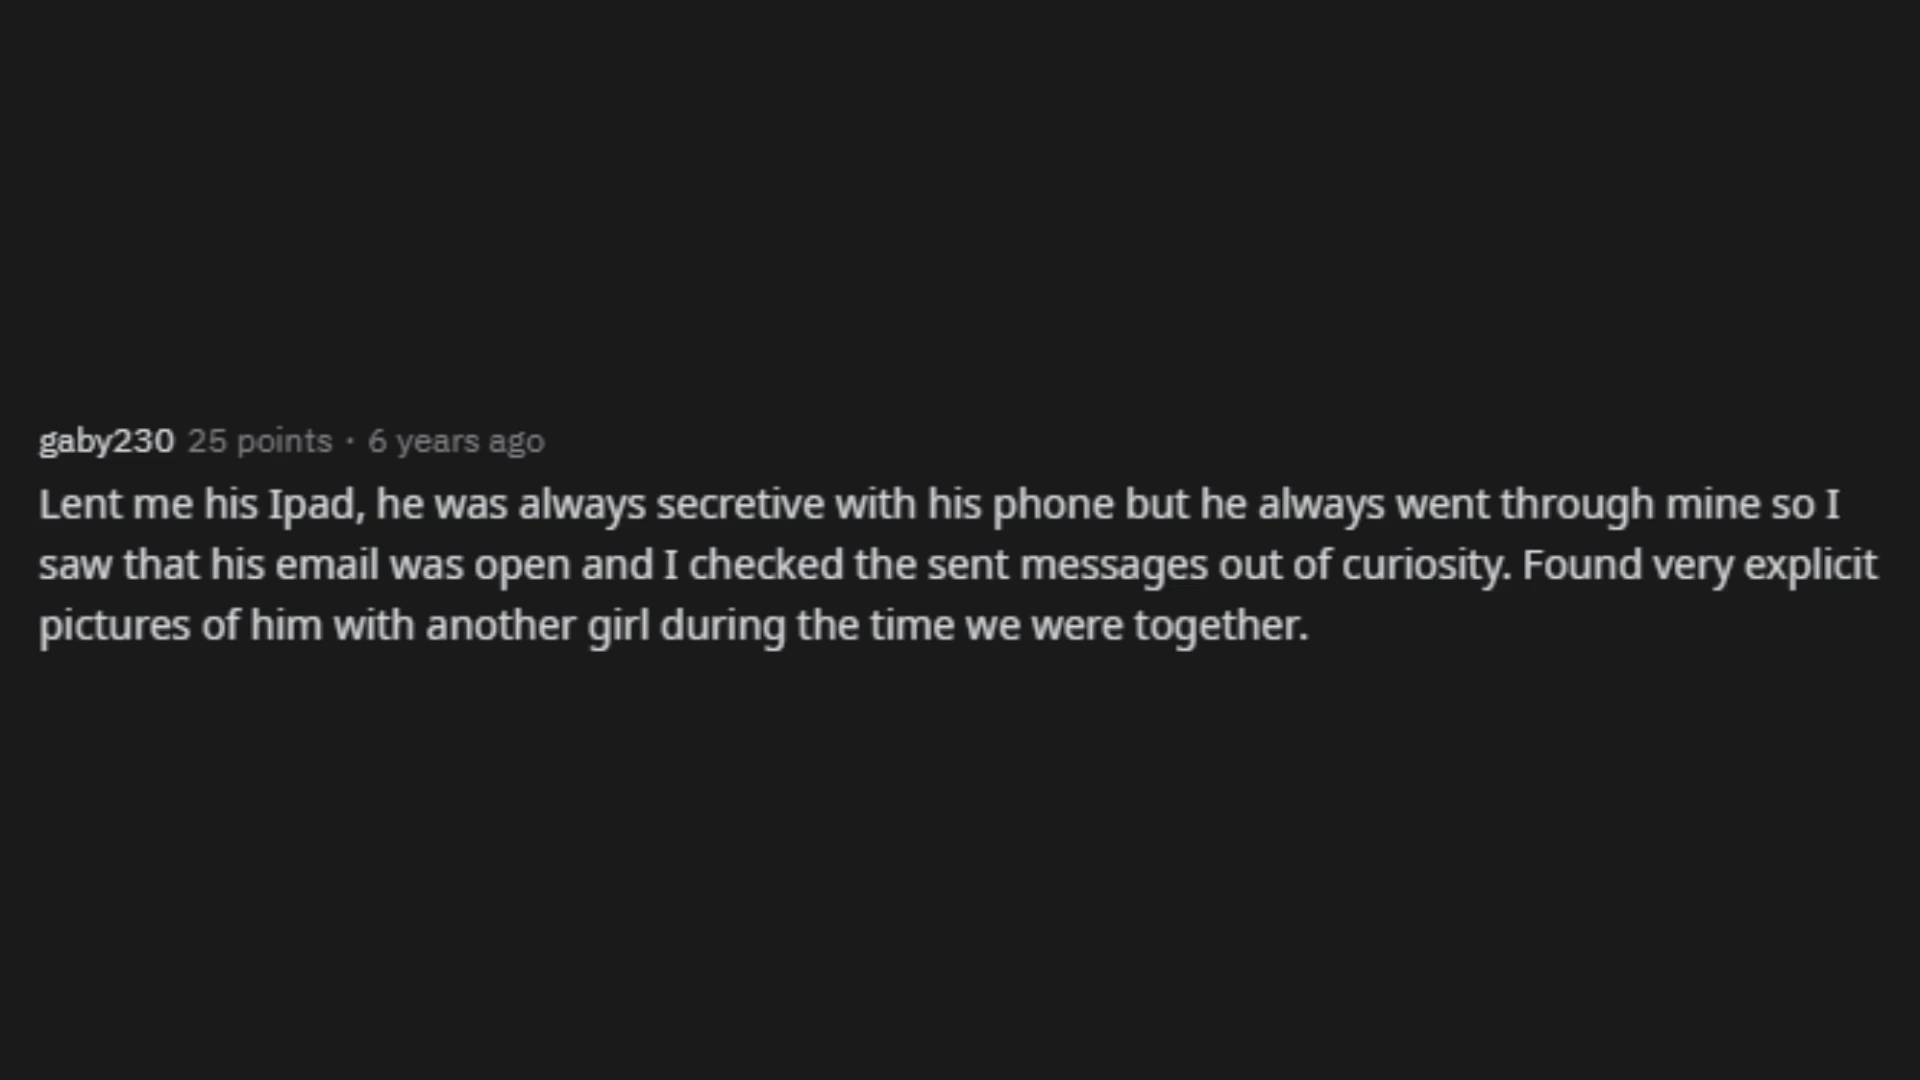 gaby230 25 points · 6 years ago
Lent me his Ipad, he was always secretive with his phone but he always went through mine so I
saw that his email was open and I checked the sent messages out of curiosity. Found very explicit
pictures of him with another girl during the time we were together.